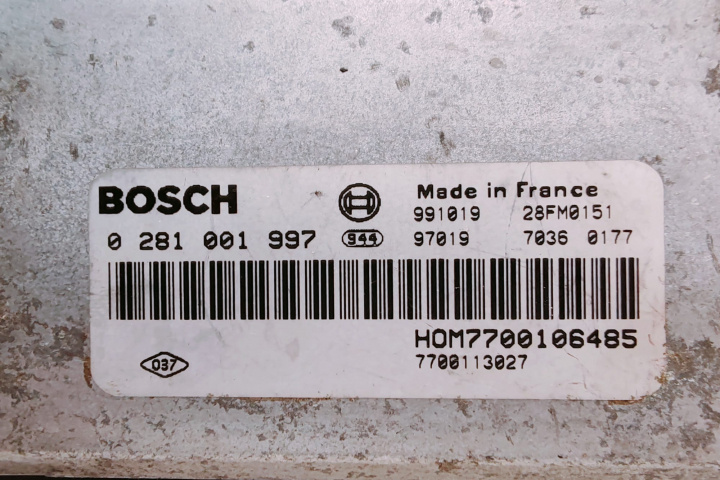 BOSCH
Made in France
991019 28FM0151
0 281 001 997 944 97019 7036 0177
HOM7700106485
037
7700113027